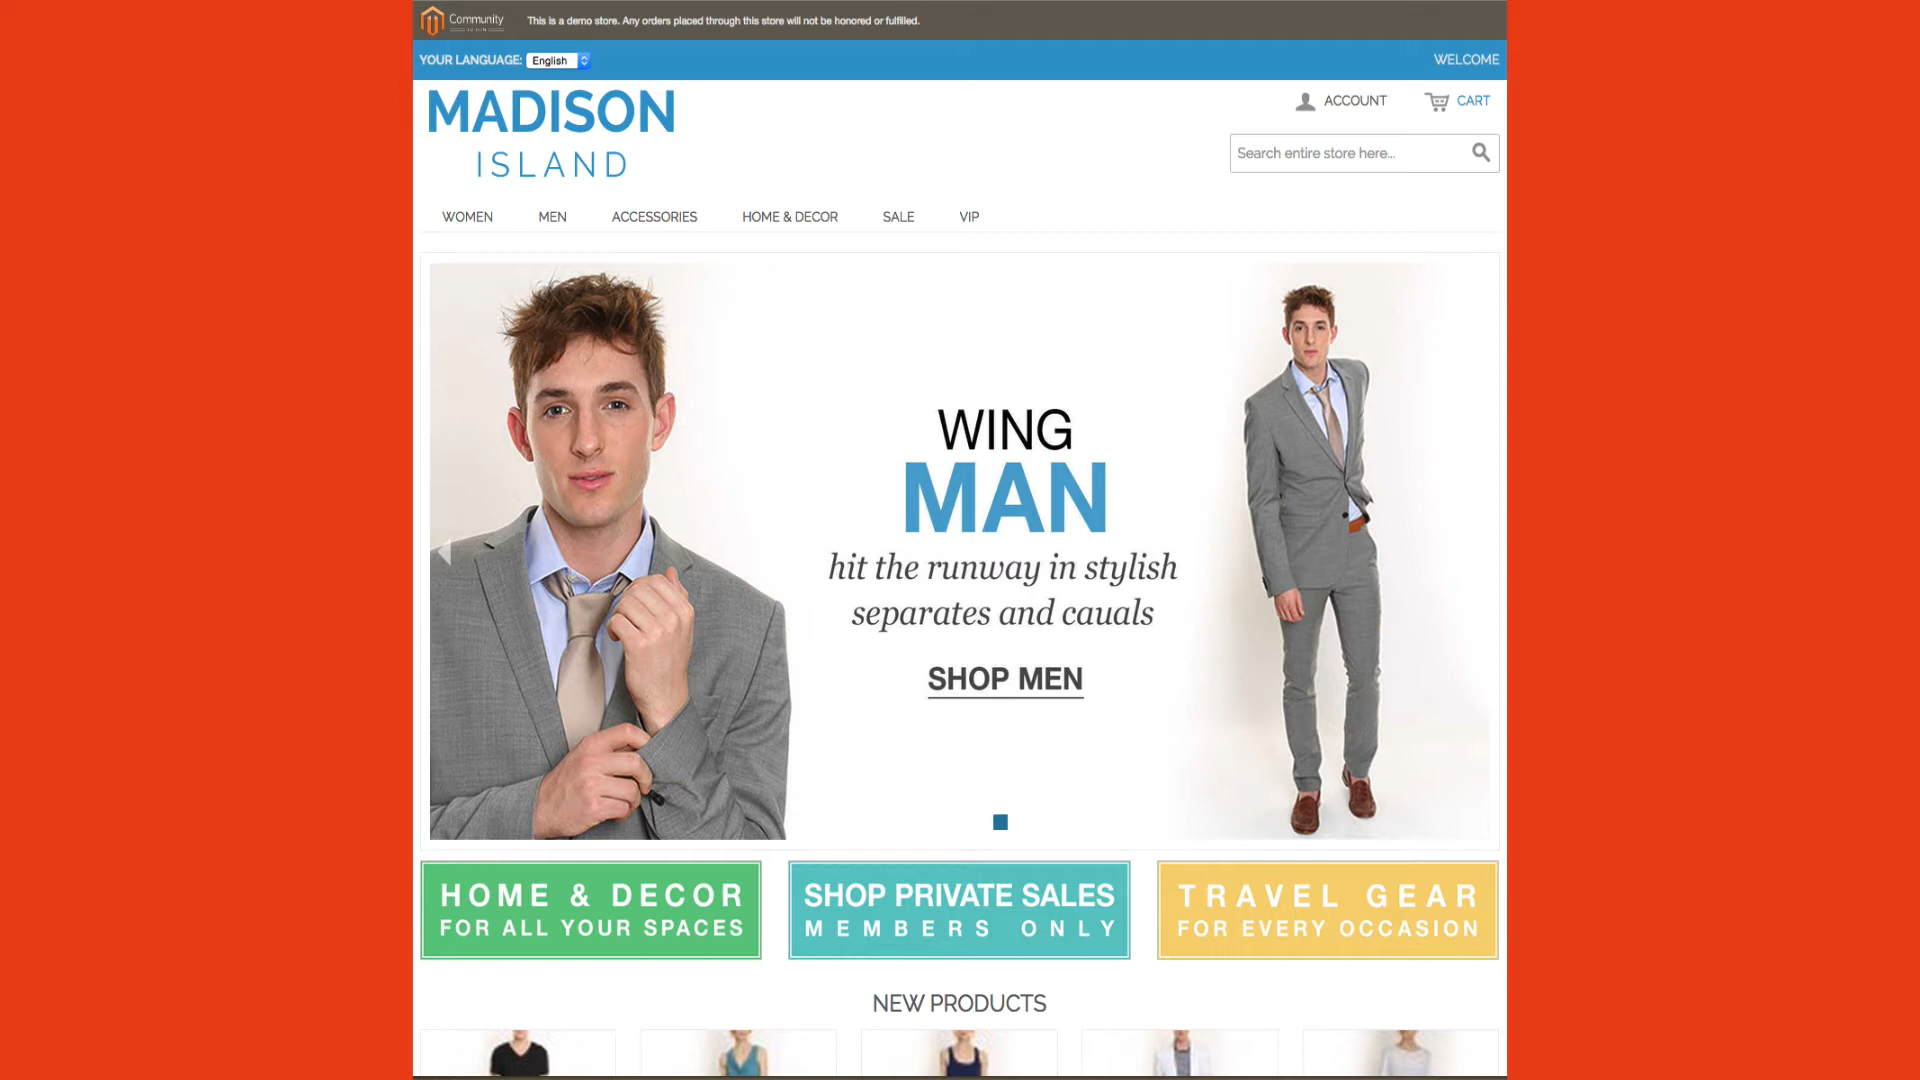 Community
This is a demo store. Any orders placed through this store will not be honored or fulfilled.
YOUR LANGUAGE: English
WELCOME
MADISON
ISLAND
ACCOUNT
CART
Search entire store here...
WOMEN MEN ACCESSORIES HOME & DECOR SALE VIP
WING
MAN
hit the runway in stylish
separates and cauals
SHOP MEN
HOME & DECOR
FOR ALL YOUR SPACES
SHOP PRIVATE SALES
MEMBERS ONLY
TRAVEL GEAR
FOR EVERY OCCASION
NEW PRODUCTS